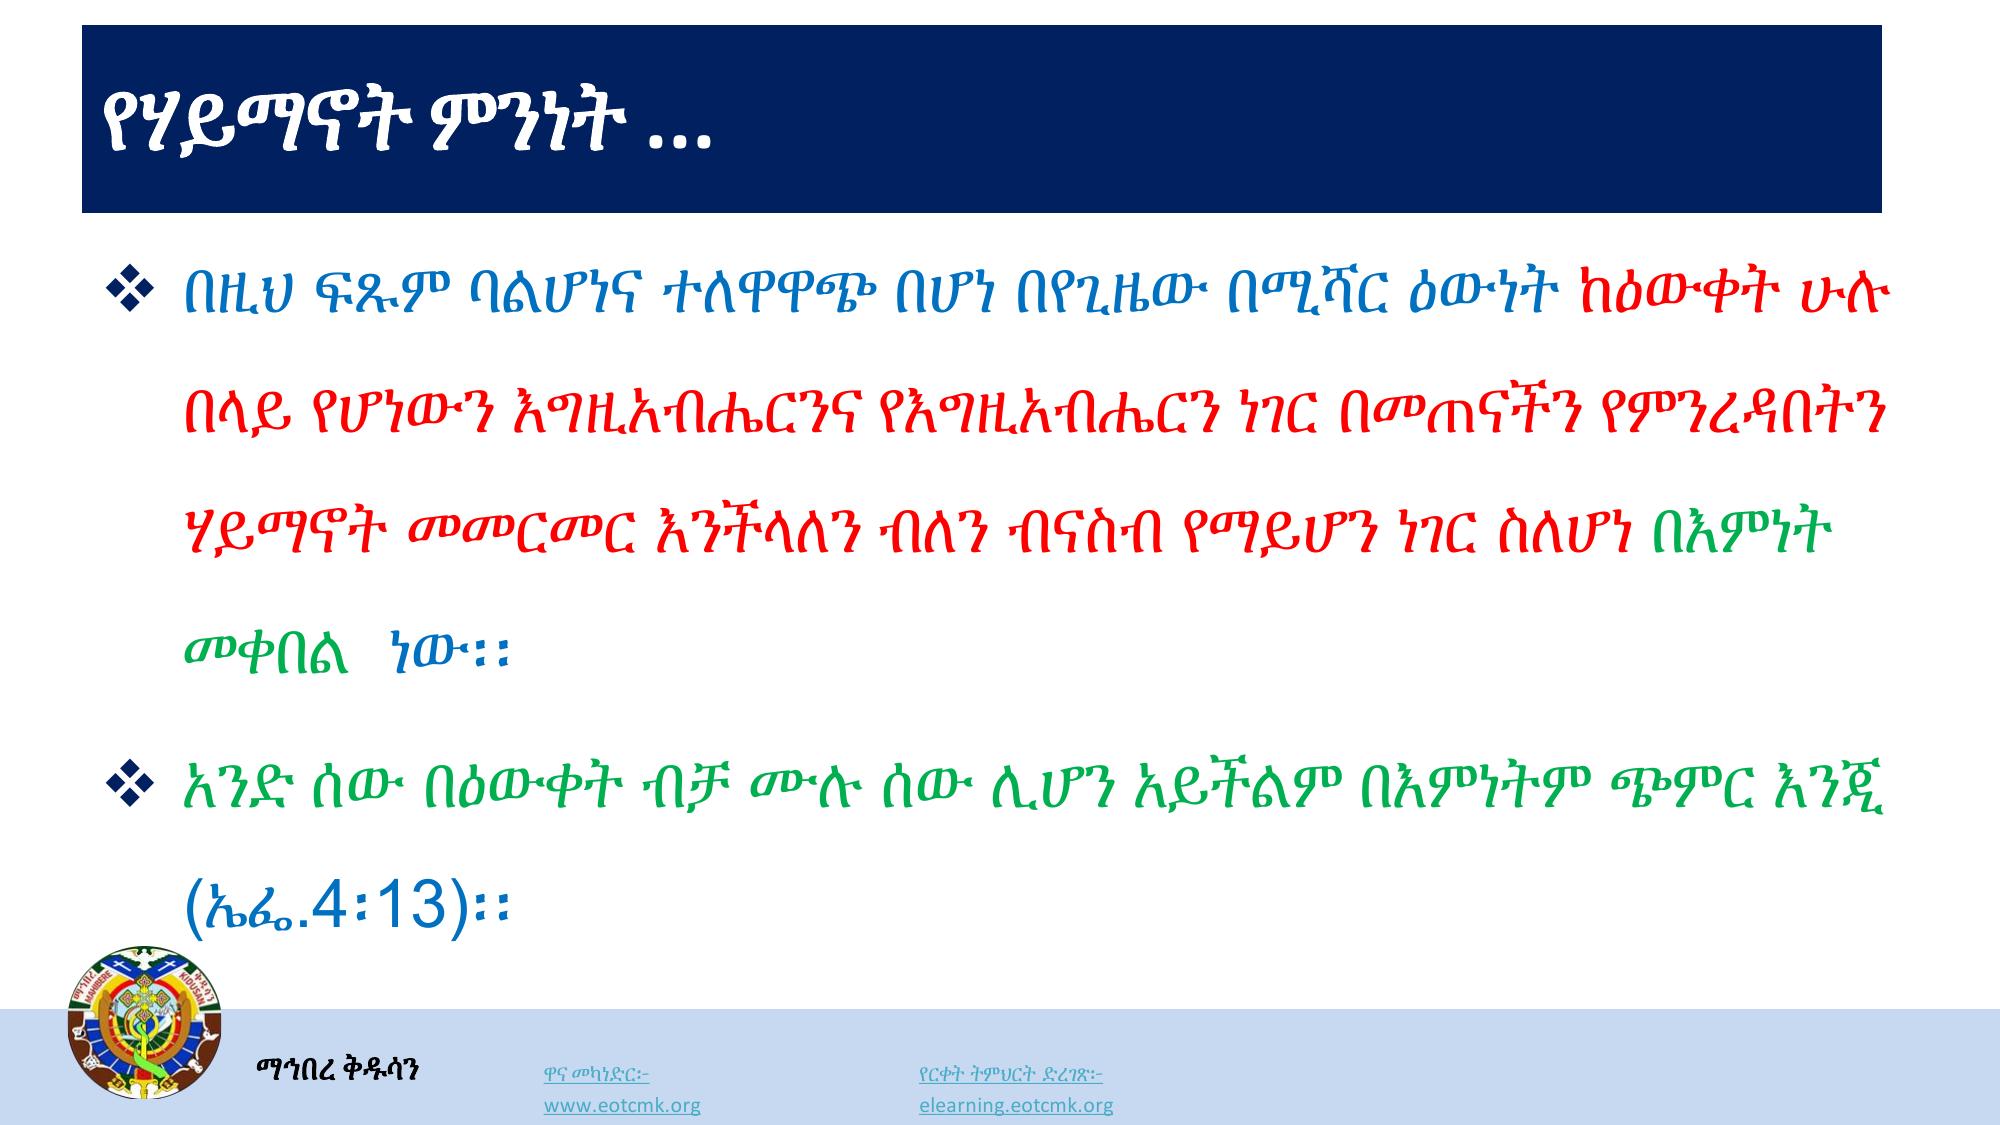 የሃይማኖት ምንነት ...
❖ በዚህ ፍጹም ባልሆነና ተለዋዋጭ በሆነ በየጊዜው በሚሻር ዕውነት ከዕውቀት ሁሉ
በላይ የሆነውን እግዚአብሔርንና የእግዚአብሔርን ነገር በመጠናችን የምንረዳበትን
ሃይማኖት መመርመር እንችላለን ብለን ብናስብ የማይሆን ነገር ስለሆነ በእምነት
መቀበል ነው፡፡
❖ አንድ ሰው በዕውቀት ብቻ ሙሉ ሰው ሊሆን አይችልም በእምነትም ጭምር እንጂ
(ኤፌ.4፡13)፡፡
ማኅበረ ቅዱሳን
MAHIBERE KIDUSAN
ማኅበረ ቅዱሳን
ዋና መካነድር፡-
www.eotcmk.org
የርቀት ትምህርት ድረገጽ፡-
elearning.eotcmk.org